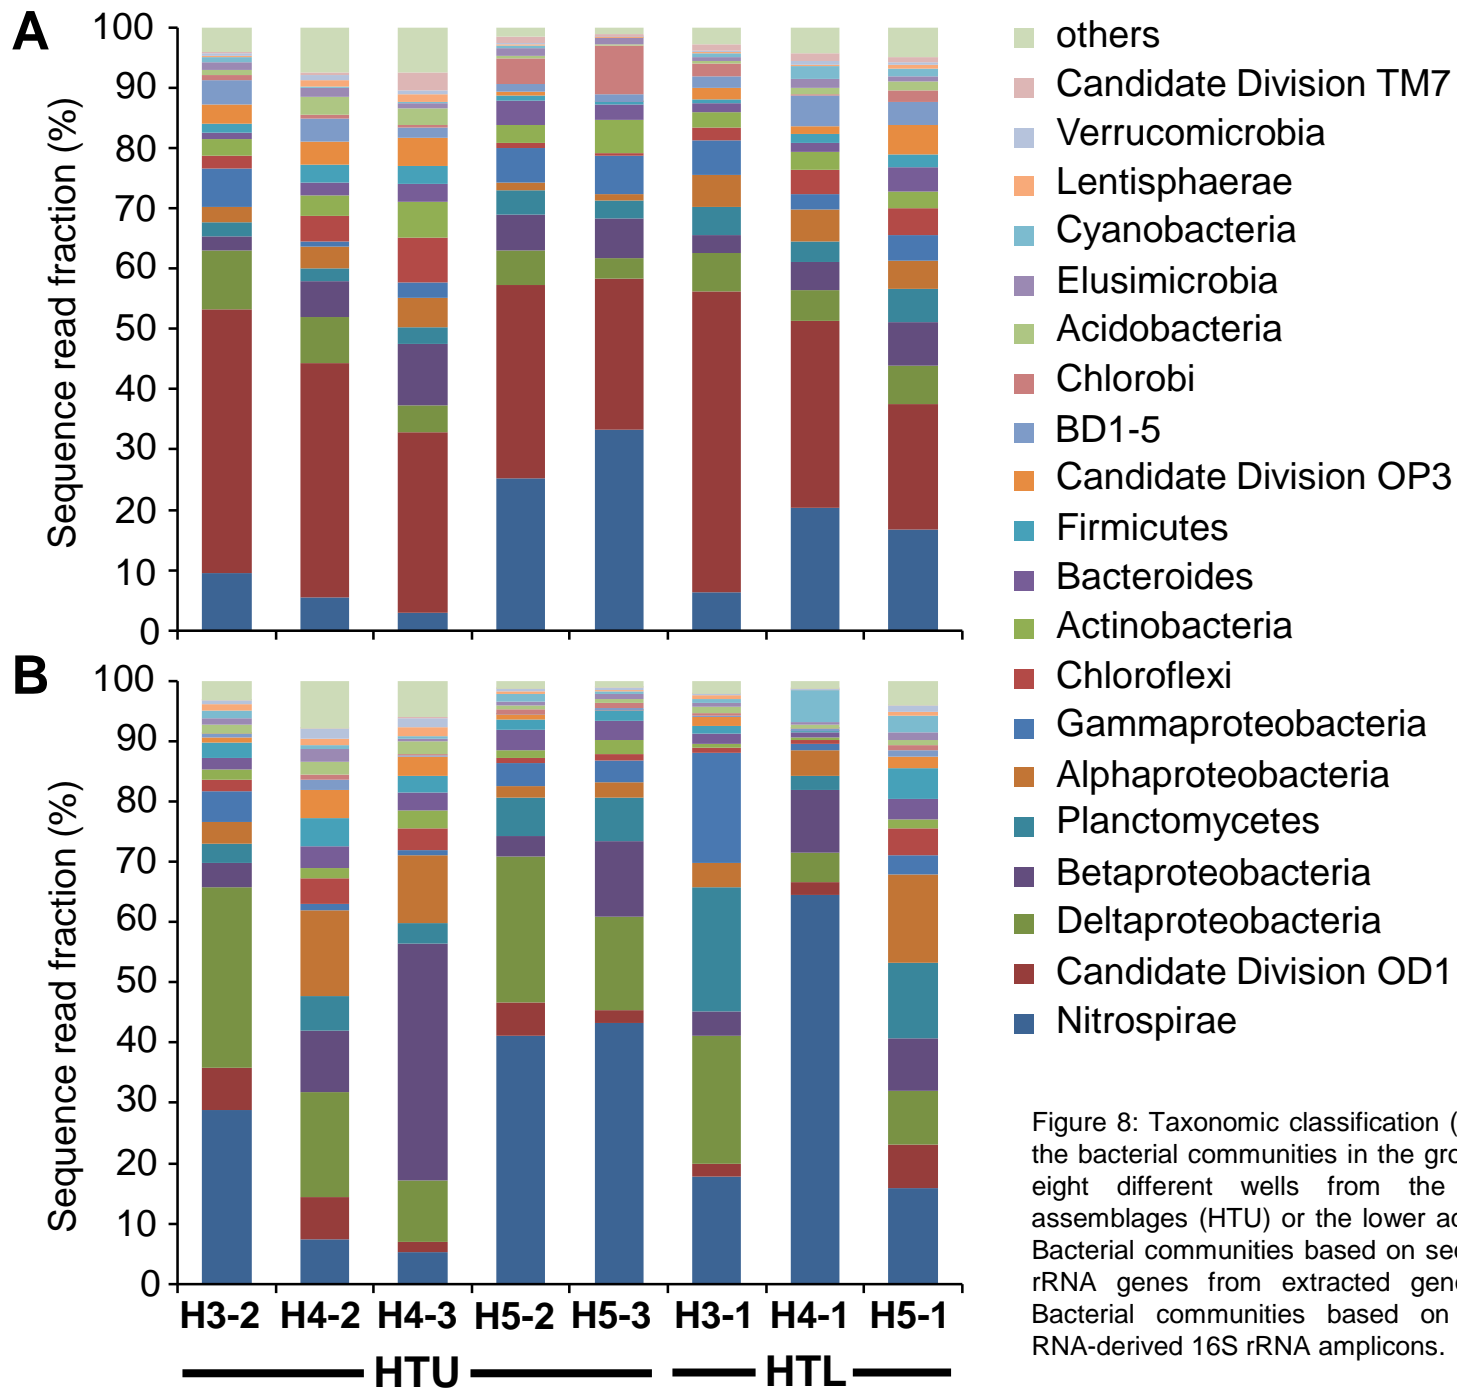 A
100
90
80
70
60
50
40
30
20
10
0
Sequence read fraction (%)
B
100
90
80
70
60
50
40
30
20
10
0
Sequence read fraction (%)
H3-2 H4-2 H4-3 H5-2 H5-3 H3-1 H4-1 H5-1
HTU HTL
others
Candidate Division TM7
Verrucomicrobia
Lentisphaerae
Cyanobacteria
Elusimicrobia
Acidobacteria
Chlorobi
BD1-5
Candidate Division OP3
Firmicutes
Bacteroides
Actinobacteria
Chloroflexi
Gammaproteobacteria
Alphaproteobacteria
Planctomycetes
Betaproteobacteria
Deltaproteobacteria
Candidate Division OD1
Nitrospirae
Figure 8: Taxonomic classification (
the bacterial communities in the gro
eight different wells from the
assemblages (HTU) or the lower ac
Bacterial communities based on sec
rRNA genes from extracted gen
Bacterial communities based on
RNA-derived 16S rRNA amplicons.